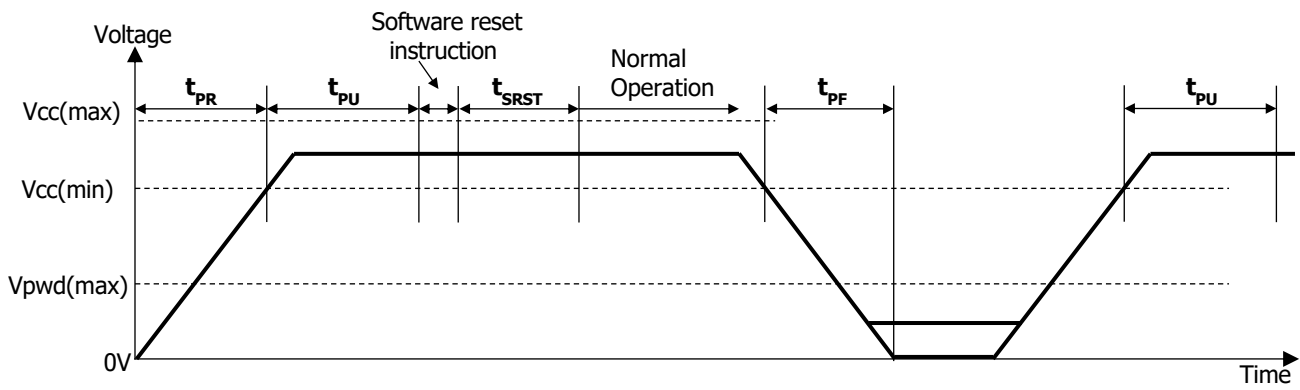 Software reset
instruction
Voltage
Normal
Operation
tPR
tPU
tSRST
tPF
tPU
Vcc(max)
Vcc(min)
Vpwd(max)
0V
Time